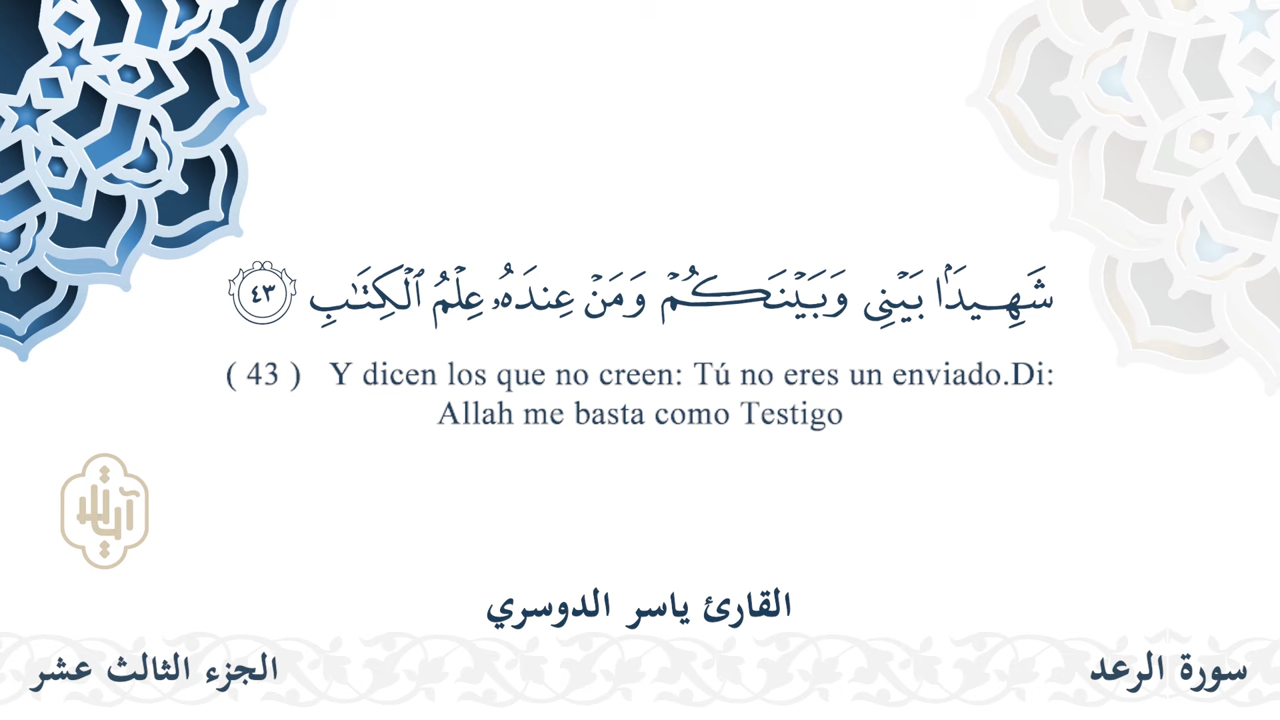 شَهِيدَۢا بَيۡنِي وَبَيۡنَكُمۡ وَمَنۡ عِندَهُۥ عِلۡمُ ٱلۡكِتَٰبِ ٤٣
( 43 ) Y dicen los que no creen: Tú no eres un enviado.Di:
Allah me basta como Testigo
آيات
القارئ ياسر الدوسري
سورة الرعد
الجزء الثالث عشر